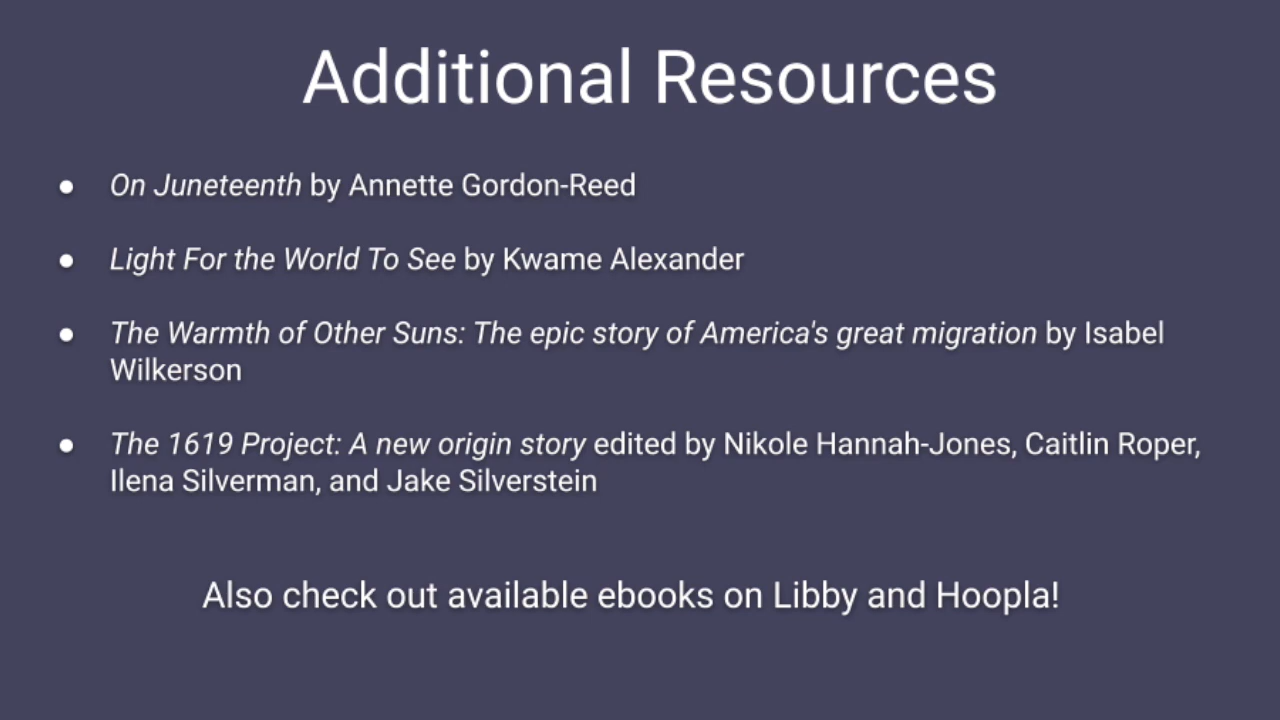 Additional Resources
● On Juneteenth by Annette Gordon-Reed
● Light For the World To See by Kwame Alexander
● The Warmth of Other Suns: The epic story of America's great migration by Isabel
Wilkerson
● The 1619 Project: A new origin story edited by Nikole Hannah-Jones, Caitlin Roper,
Ilena Silverman, and Jake Silverstein
Also check out available ebooks on Libby and Hoopla!